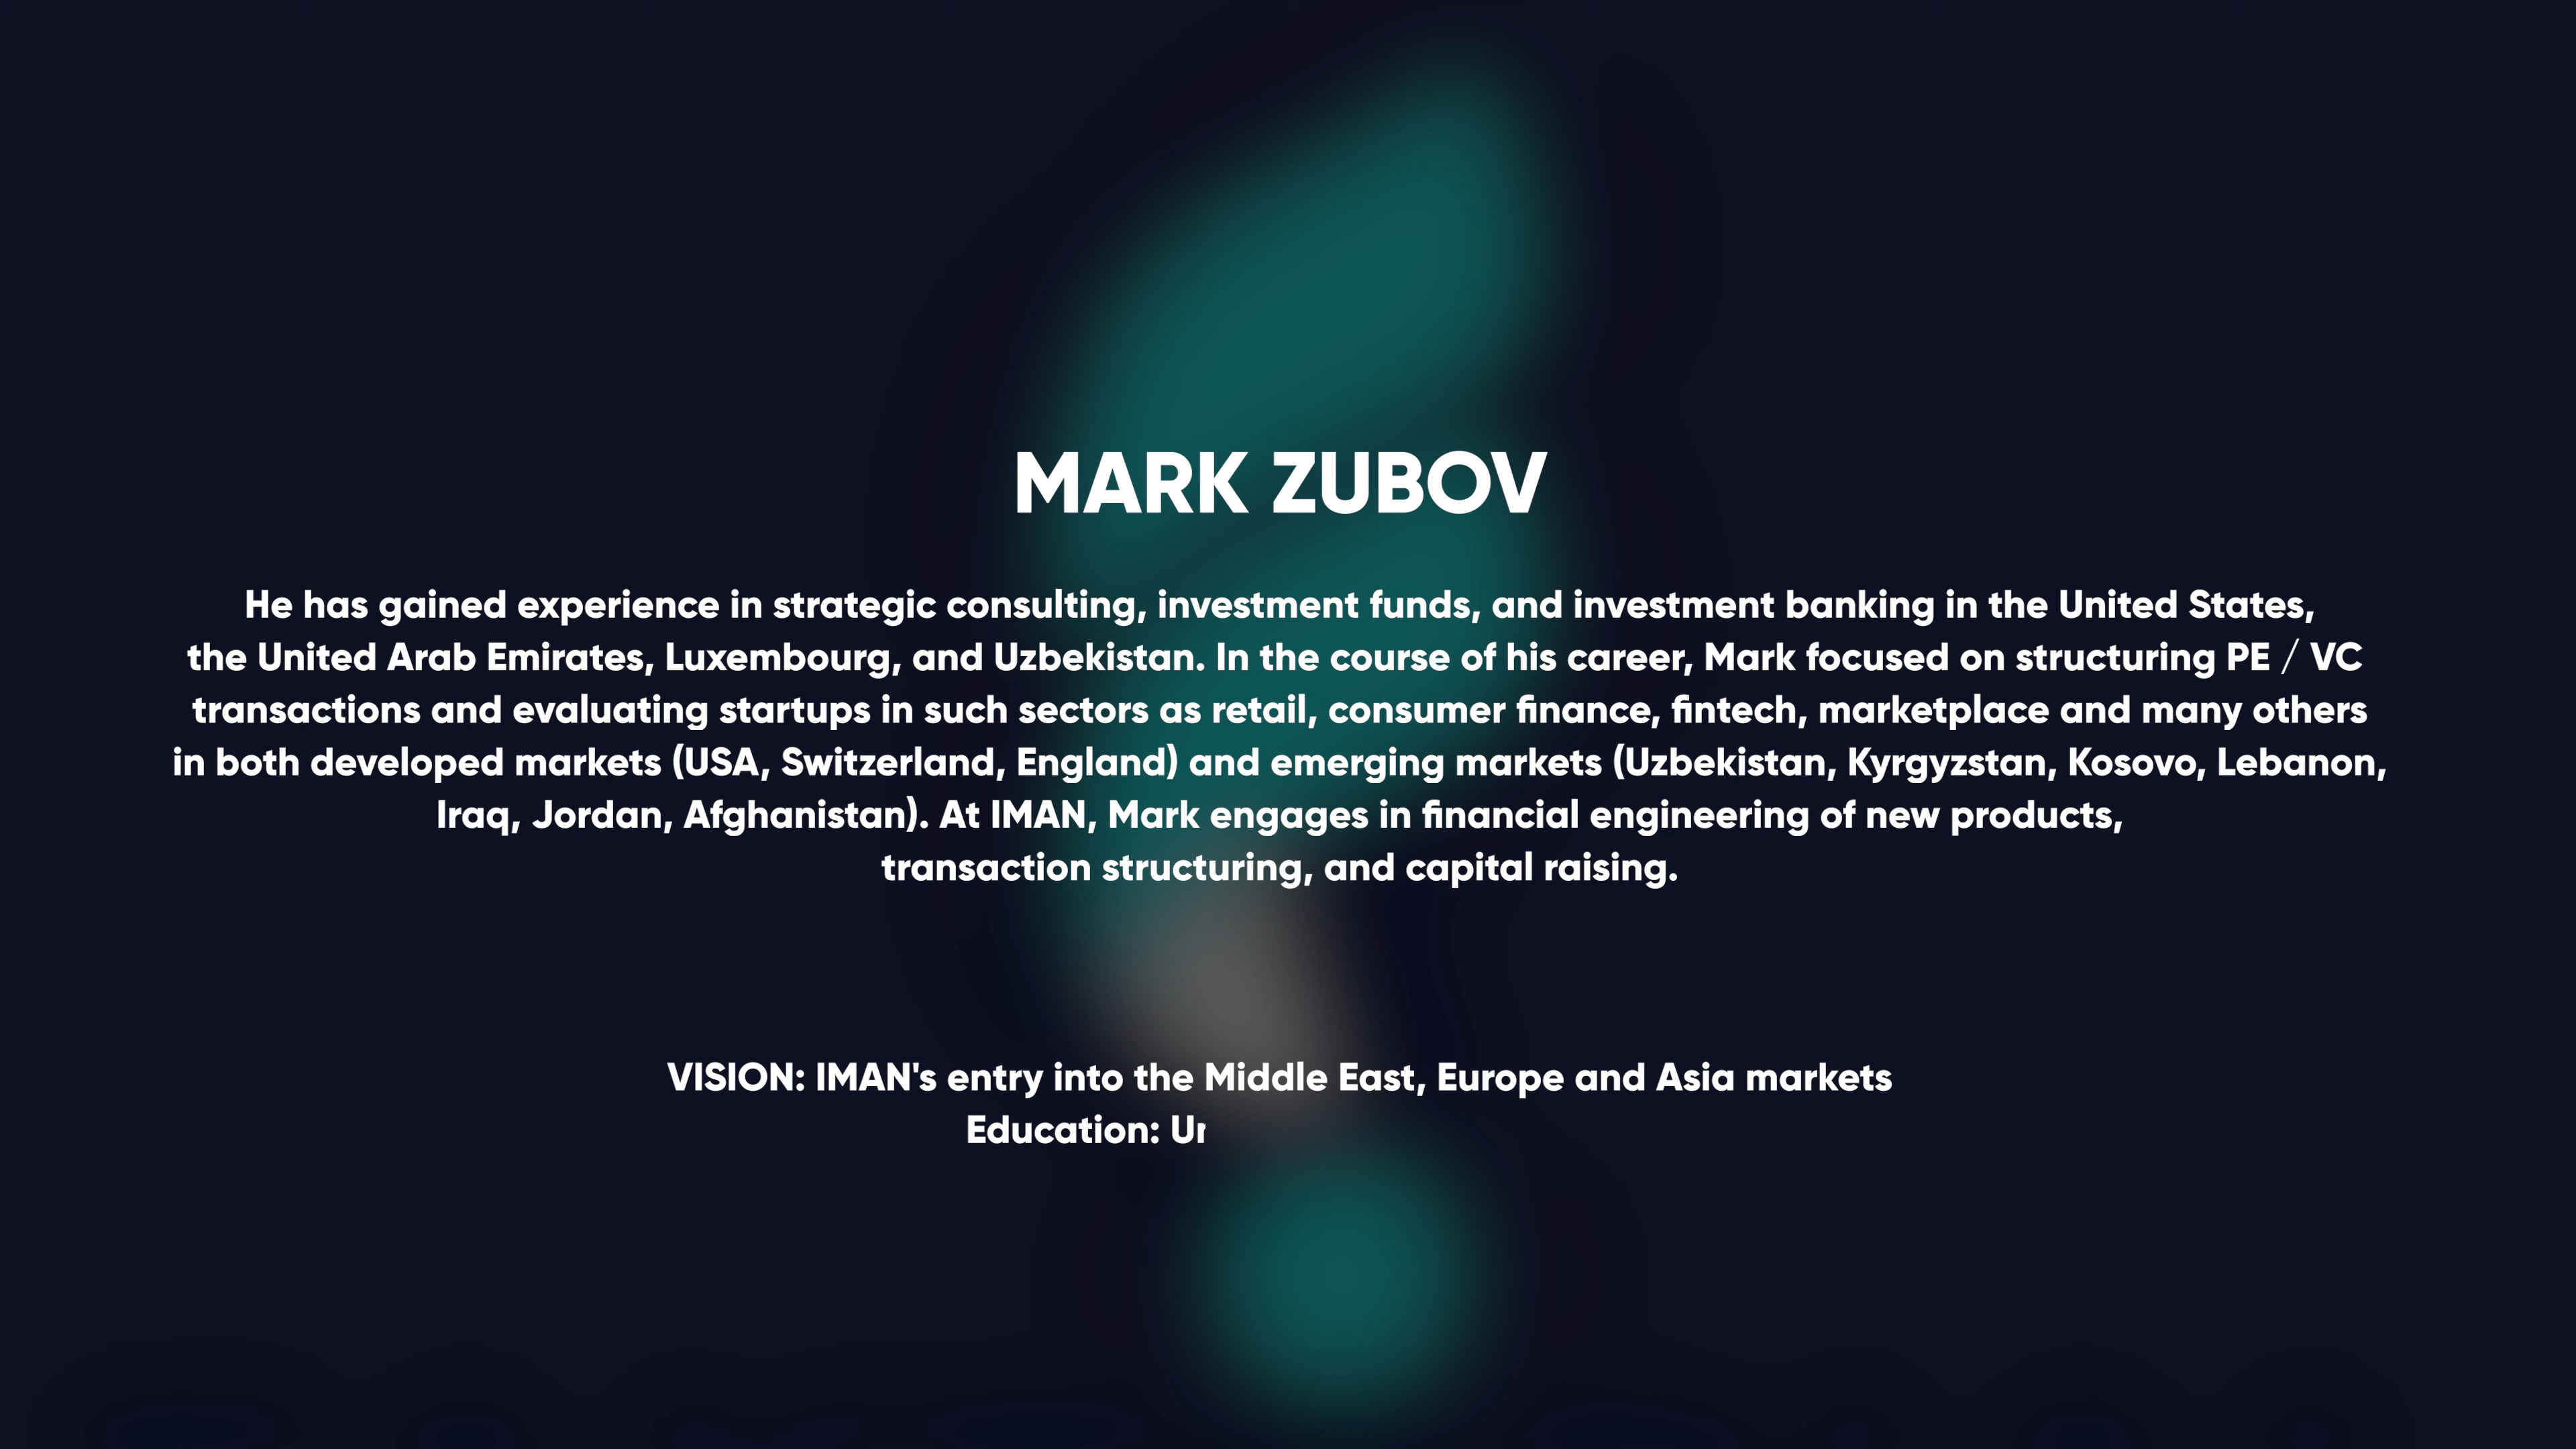 MARK ZUBOV
He has gained experience in strategic consulting, investment funds, and investment banking in the United States,
the United Arab Emirates, Luxembourg, and Uzbekistan. In the course of his career, Mark focused on structuring PE / VC
transactions and evaluating startups in such sectors as retail, consumer finance, fintech, marketplace and many others
in both developed markets (USA, Switzerland, England) and emerging markets (Uzbekistan, Kyrgyzstan, Kosovo, Lebanon,
Iraq, Jordan, Afghanistan). At IMAN, Mark engages in financial engineering of new products,
transaction structuring, and capital raising.
VISION: IMAN's entry into the Middle East, Europe and Asia markets
Education: